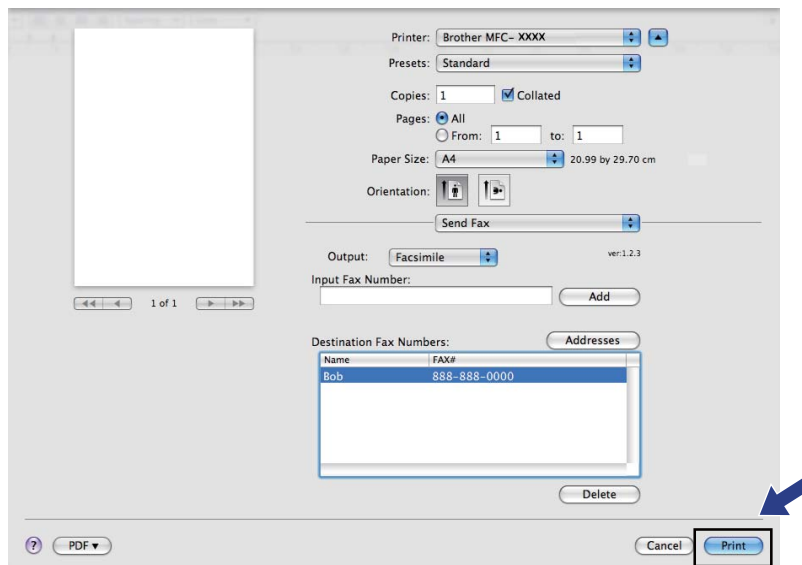 Printer: Brother MFC- XXXX
Presets: Standard
Copies: 1 Collated
Pages: All
From: 1 to: 1
Paper Size: A4 20.99 by 29.70 cm
Orientation:
Send Fax
Output: Facsimile ver:1.2.3
Input Fax Number:
Add
1 of 1
Destination Fax Numbers: Addresses
Name FAX#
Bob 888-888-0000
Delete
? PDF Cancel Print